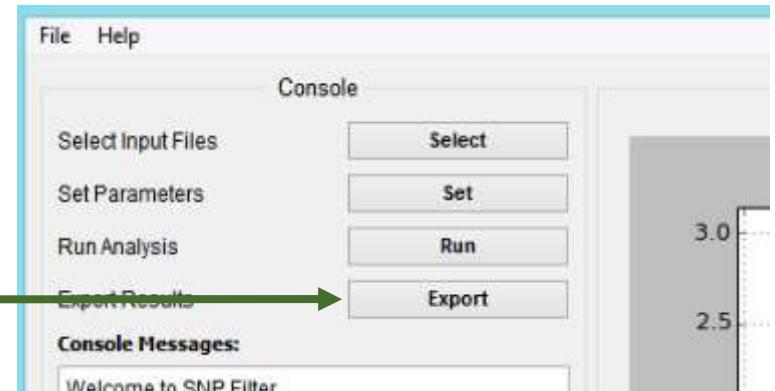 File Help
Console
Select Input Files Select
Set Parameters Set
Run Analysis Run
Export Results Export
Console Messages:
Welcome to SNP Filter
3.0
2.5